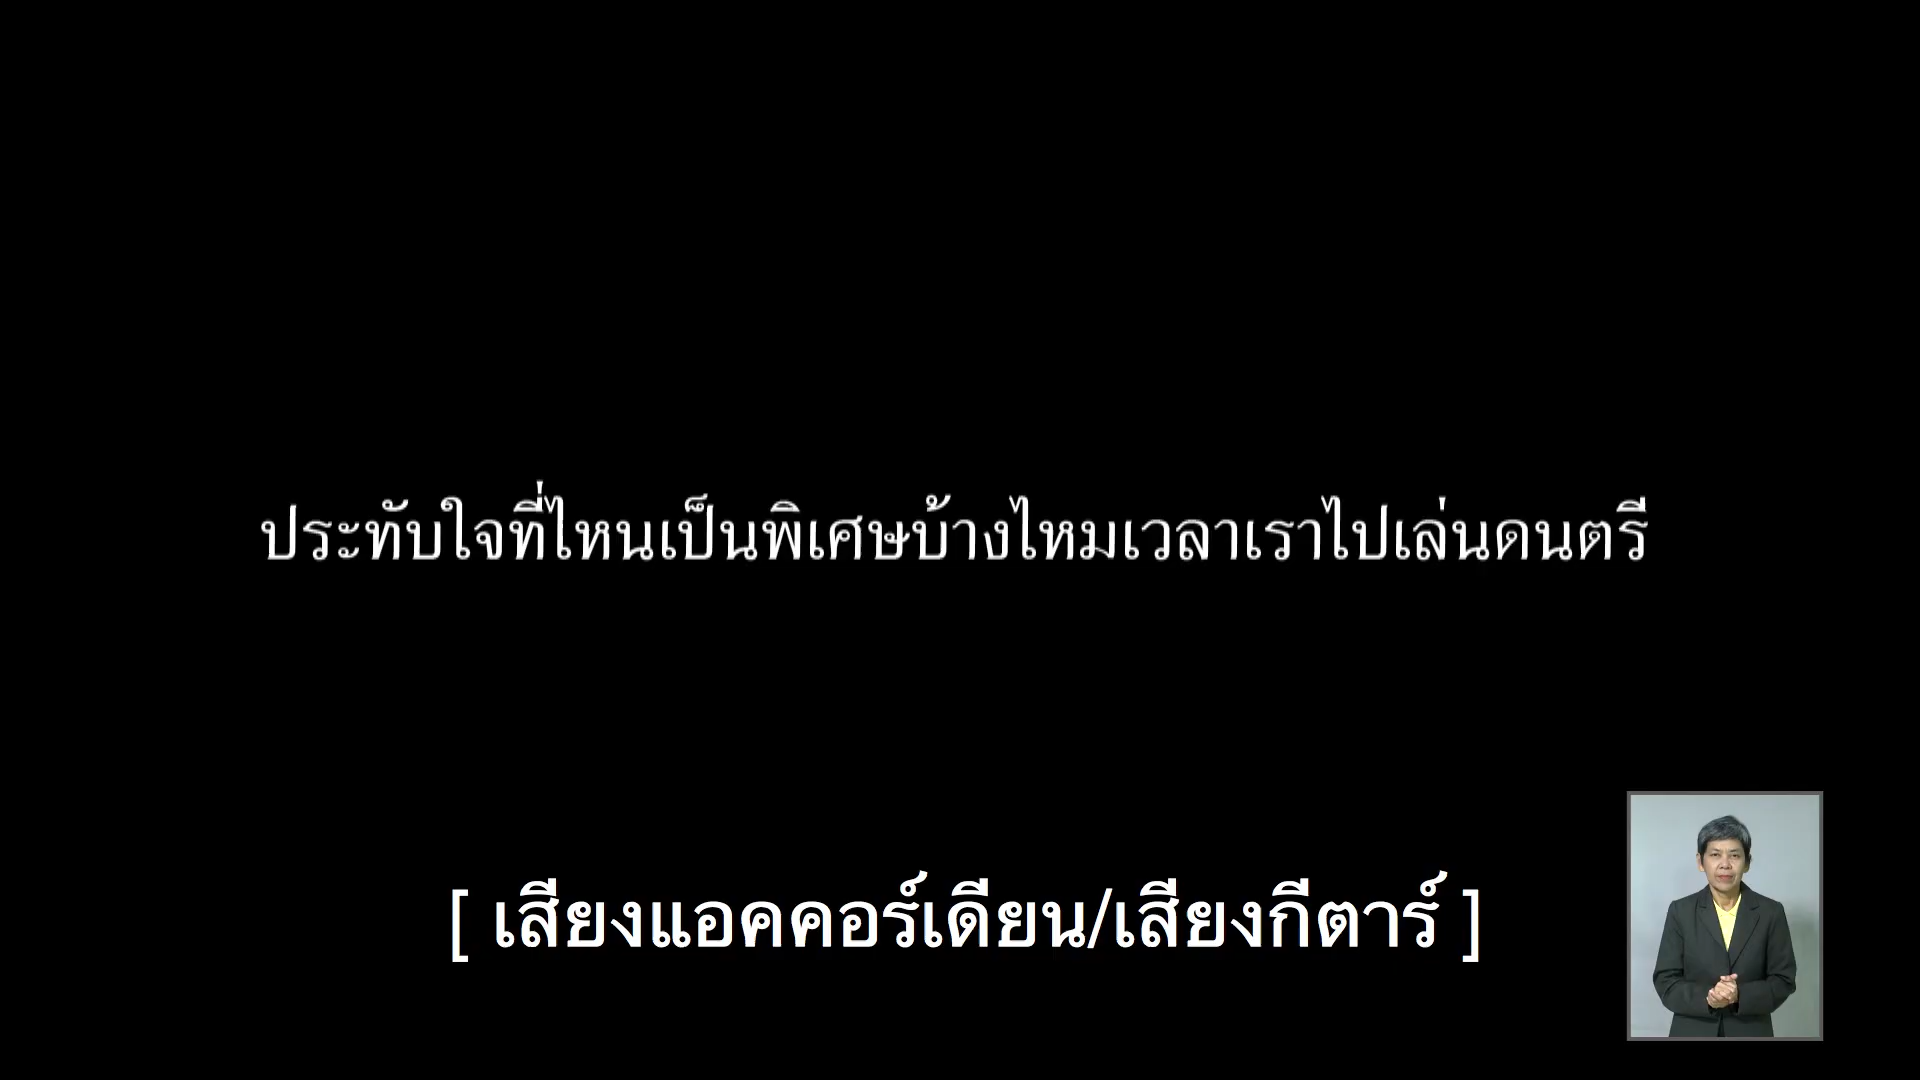 ประทับใจที่ไหนเป็นพิเศษบ้างไหมเวลาเราไปเล่นดนตรี
[ เสียงแอคคอร์เดียน/เสียงกีตาร์ ]